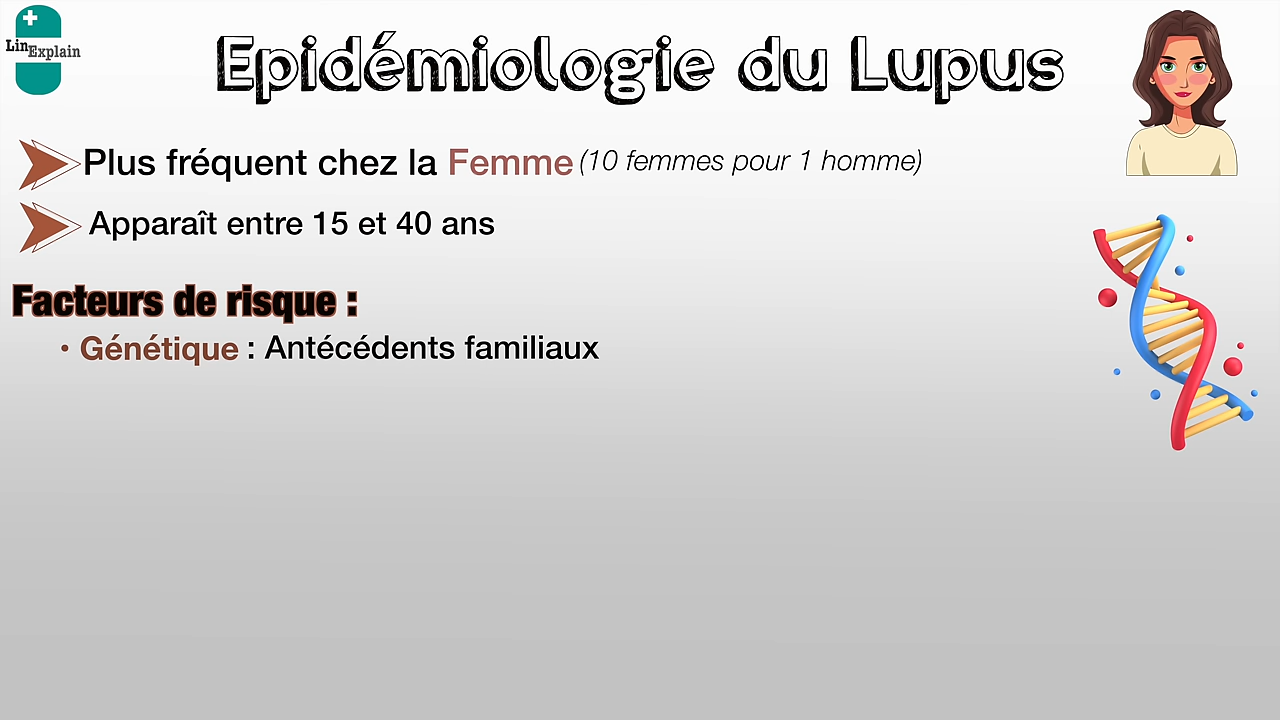 LinExplain
Epidémiologie du Lupus
Plus fréquent chez la Femme (10 femmes pour 1 homme)
Apparaît entre 15 et 40 ans
Facteurs de risque :
• Génétique : Antécédents familiaux